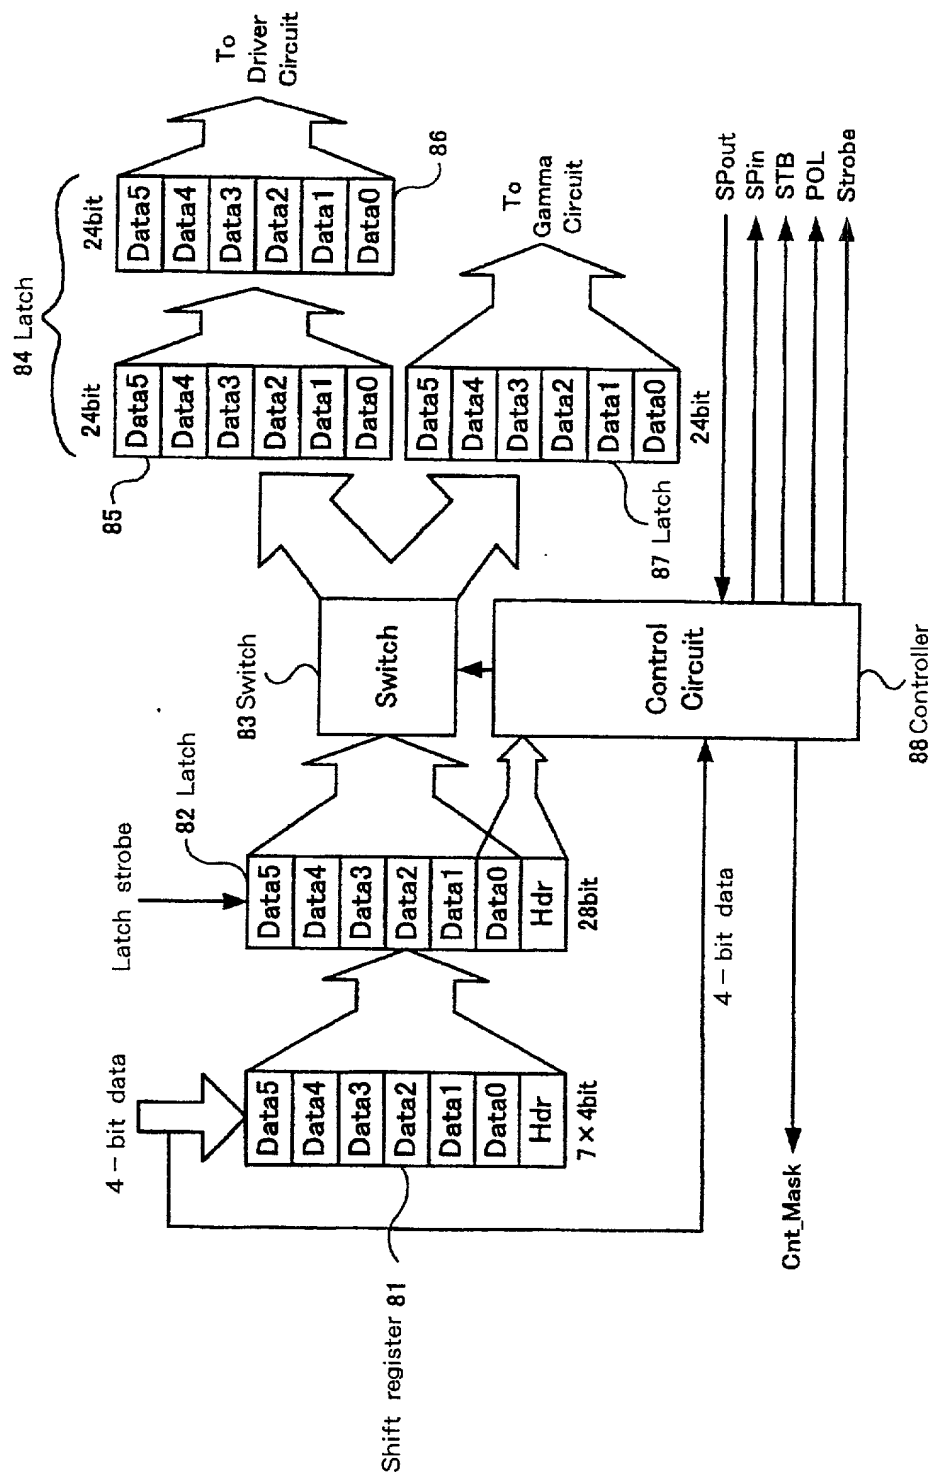 4-bit data
Shift register 81
Data5
Data4
Data3
Data2
Data1
Data0
Hdr
7×4bit
Latch strobe
82 Latch
Data5
Data4
Data3
Data2
Data1
Data0
Hdr
28bit
4-bit data
Cnt_Mask
83 Switch
Switch
Control
Circuit
88 Controller
84 Latch
85
24bit
Data5
Data4
Data3
Data2
Data1
Data0
24bit
Data5
Data4
Data3
Data2
Data1
Data0
86
To
Driver
Circuit
87 Latch
Data5
Data4
Data3
Data2
Data1
Data0
24bit
To
Gamma
Circuit
SPout
SPin
STB
POL
Strobe